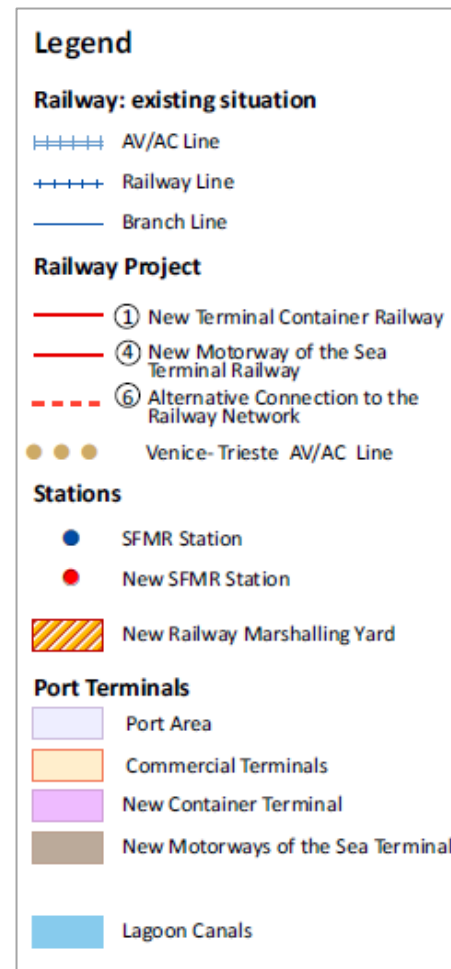 Legend
Railway: existing situation
AV/AC Line
Railway Line
Branch Line
Railway Project
① New Terminal Container Railway
④ New Motorway of the Sea
Terminal Railway
⑥ Alternative Connection to the
Railway Network
Venice- Trieste AV/AC Line
Stations
SFMR Station
New SFMR Station
New Railway Marshalling Yard
Port Terminals
Port Area
Commercial Terminals
New Container Terminal
New Motorways of the Sea Terminal
Lagoon Canals